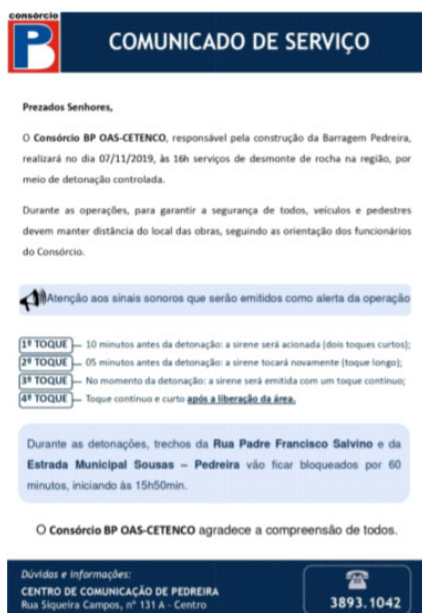 consórcio
BP
COMUNICADO DE SERVIÇO
Prezados Senhores,
O Consórcio BP OAS-CETENCO, responsável pela construção da Barragem Pedreira,
realizará no dia 07/11/2019, às 16h serviços de desmonte de rocha na região, por
meio de detonação controlada.
Durante as operações, para garantir a segurança de todos, veículos e pedestres
devem manter distância do local das obras, seguindo as orientação dos funcionários
do Consórcio.
Atenção aos sinais sonoros que serão emitidos como alerta da operação
1º TOQUE — 10 minutos antes da detonação: a sirene será acionada (dois toques curtos);
2º TOQUE — 05 minutos antes da detonação: a sirene tocará novamente (toque longo);
3º TOQUE — No momento da detonação: a sirene será emitida com um toque contínuo;
4º TOQUE — Toque contínuo e curto após a liberação da área.
Durante as detonações, trechos da Rua Padre Francisco Salvino e da
Estrada Municipal Sousas – Pedreira vão ficar bloqueados por 60
minutos, iniciando às 15h50min.
O Consórcio BP OAS-CETENCO agradece a compreensão de todos.
Dúvidas e informações:
CENTRO DE COMUNICAÇÃO DE PEDREIRA
Rua Siqueira Campos, nº 131 A - Centro
3893.1042